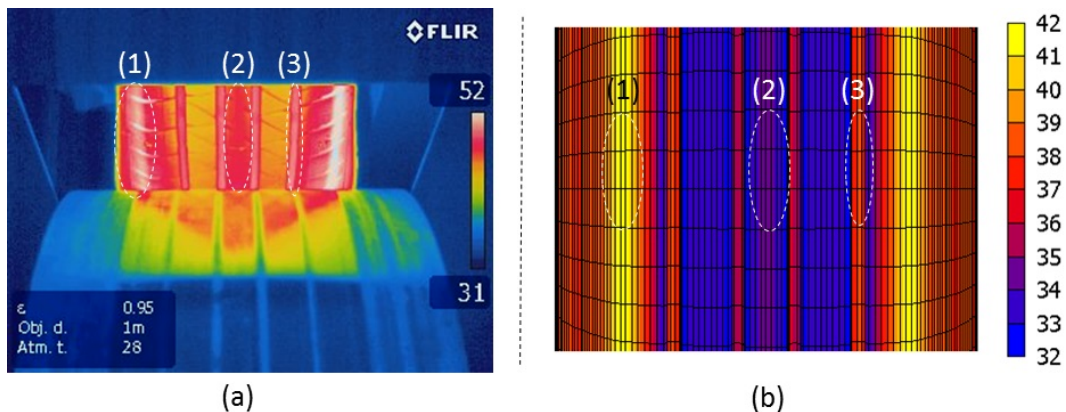 FLIR
(1) (2) (3)
52
31
ε 0.95
Obj. d. 1m
Atm. t. 28
(a)
(1) (2) (3)
42
41
40
39
38
37
36
35
34
33
32
(b)